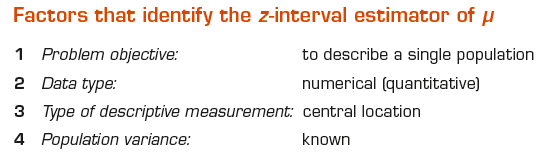 Factors that identify the z-interval estimator of μ
1 Problem objective: to describe a single population
2 Data type: numerical (quantitative)
3 Type of descriptive measurement: central location
4 Population variance: known